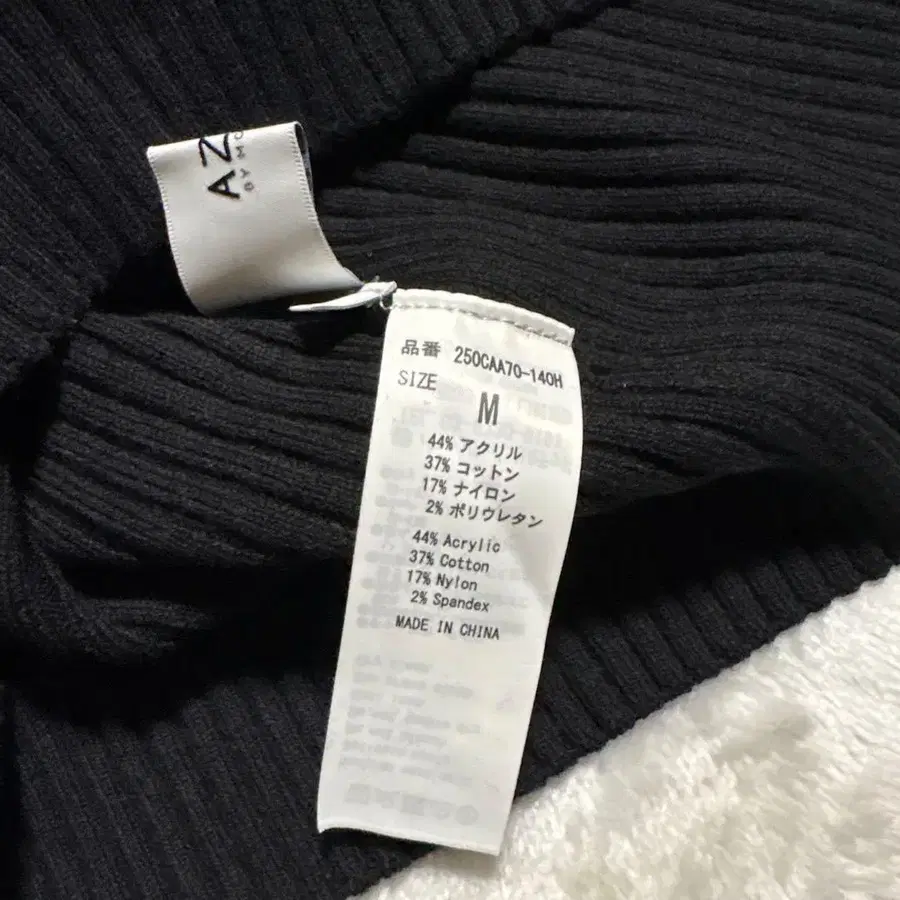 AZ
BY MO
品番 250CAA70-140H
SIZE
M
44% アクリル
37% コットン
17% ナイロン
2% ポリウレタン
44% Acrylic
37% Cotton
17% Nylon
2% Spandex
MADE IN CHINA